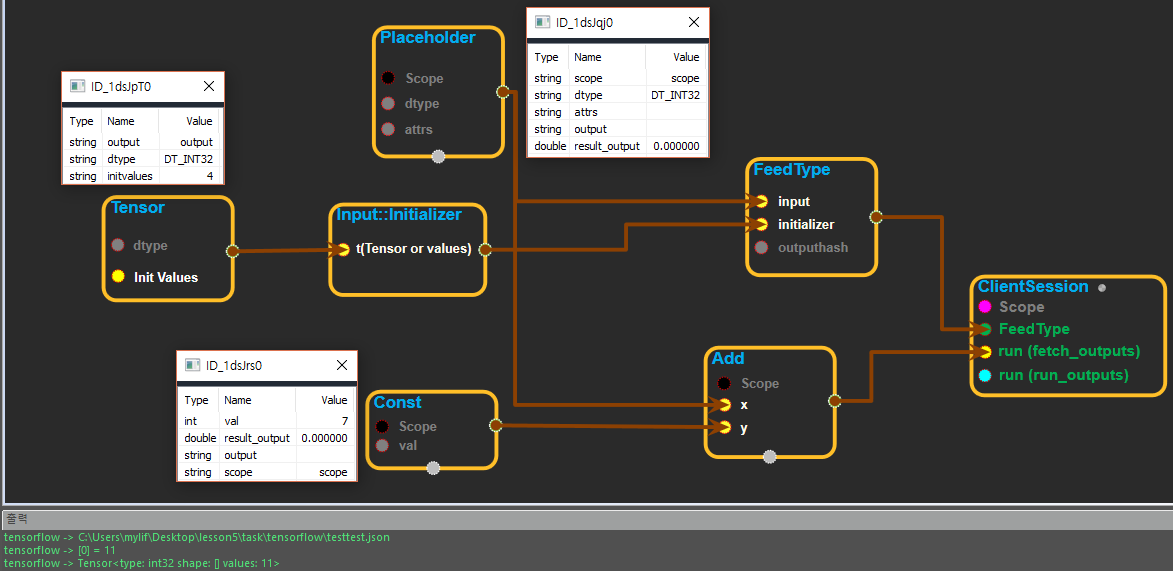 Placeholder
Scope
dtype
attrs
ID_1dsJqj0
Type Name Value
string scope scope
string dtype DT_INT32
string attrs
string output
double result_output 0.000000
ID_1dsJpT0
Type Name Value
string output output
string dtype DT_INT32
string initvalues 4
Tensor
dtype
Init Values
Input::Initializer
t(Tensor or values)
FeedType
input
initializer
outputhash
ClientSession
Scope
FeedType
run (fetch_outputs)
run (run_outputs)
ID_1dsJrs0
Type Name Value
int val 7
double result_output 0.000000
string output
string scope scope
Const
Scope
val
Add
Scope
x
y
출력
tensorflow -> C:\Users\mylif\Desktop\lesson5\task\tensorflow\testtest.json
tensorflow -> [0] = 11
tensorflow -> Tensor<type: int32 shape: [] values: 11>